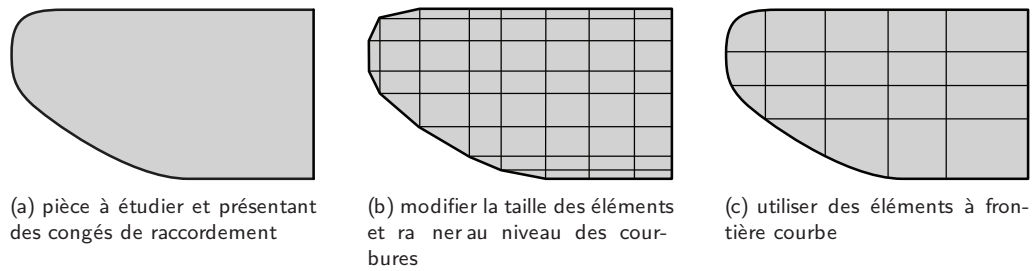 (a) pièce à étudier et présentant
des congés de raccordement
(b) modifier la taille des éléments
et ra ner au niveau des cour-
bures
(c) utiliser des éléments à fron-
tière courbe